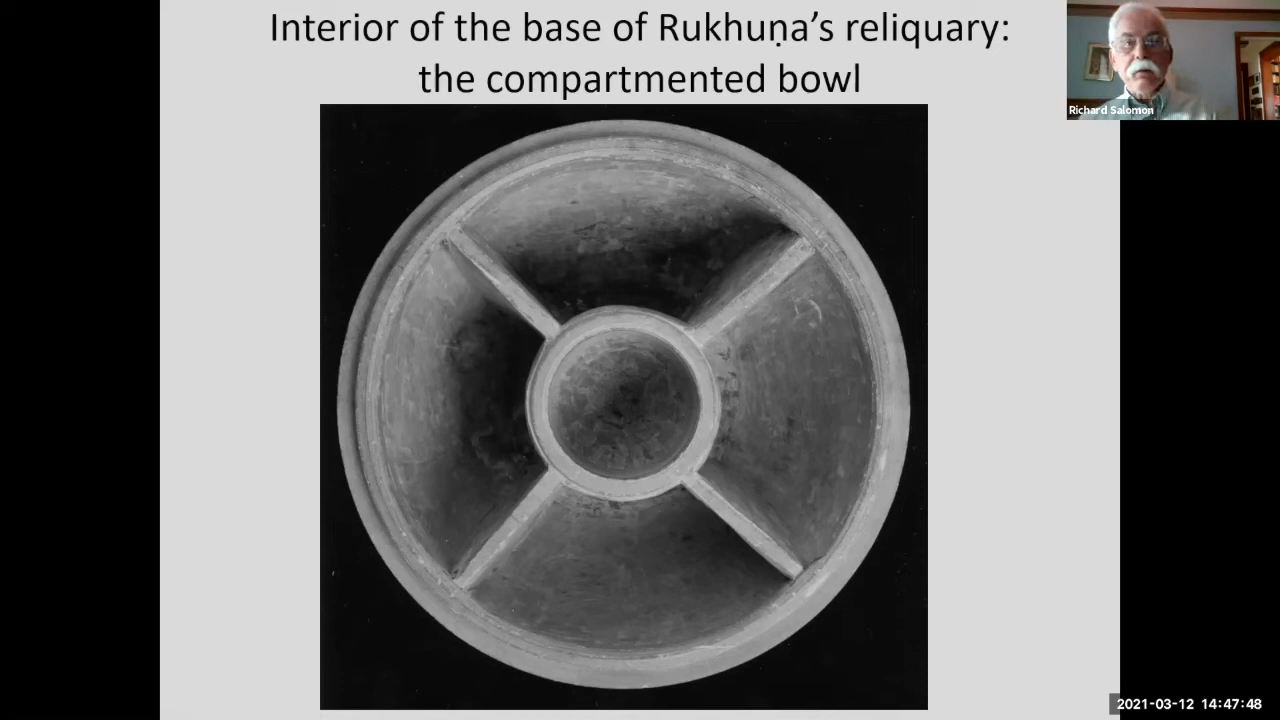 Interior of the base of Rukhuṇa’s reliquary:
the compartmented bowl
Richard Salomon
2021-03-12 14:47:48